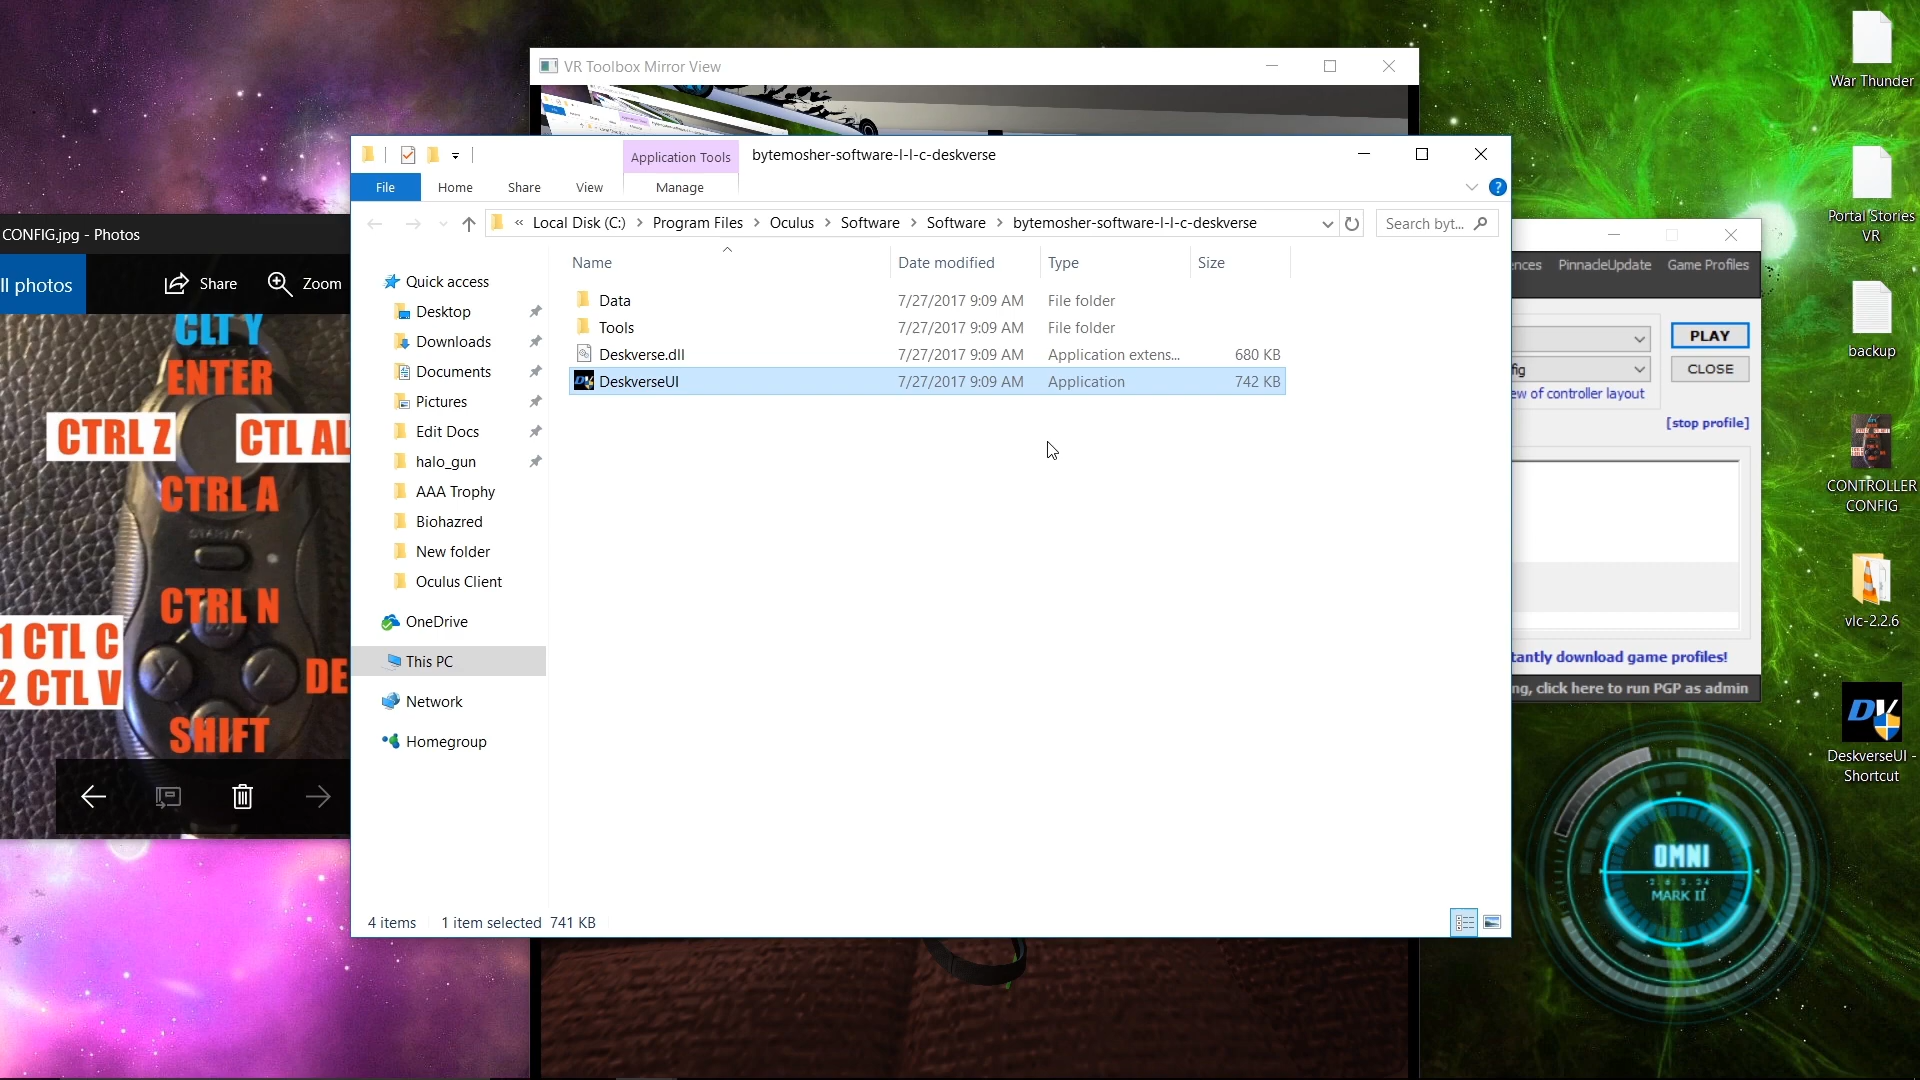 VR Toolbox Mirror View
War Thunder
Portal Stories
VR
backup
CONTROLLER
CONFIG
vlc-2.2.6
DeskverseUI -
Shortcut
CONFIG.jpg - Photos
ll photos
Share
Zoom
CLT Y
ENTER
CTRL Z
CTL AL
CTRL A
CTRL N
1 CTL C
2 CTL V
DE
SHIFT
Application Tools
bytemosher-software-l-l-c-deskverse
File
Home
Share
View
Manage
?
« Local Disk (C:) > Program Files > Oculus > Software > Software > bytemosher-software-l-l-c-deskverse
Search byt...
Name
Date modified
Type
Size
Data 7/27/2017 9:09 AM File folder
Tools 7/27/2017 9:09 AM File folder
Deskverse.dll 7/27/2017 9:09 AM Application extens... 680 KB
DeskverseUI 7/27/2017 9:09 AM Application 742 KB
Quick access
Desktop
Downloads
Documents
Pictures
Edit Docs
halo_gun
AAA Trophy
Biohazred
New folder
Oculus Client
OneDrive
This PC
Network
Homegroup
4 items
1 item selected 741 KB
ences
PinnacleUpdate
Game Profiles
PLAY
fig
CLOSE
ew of controller layout
[stop profile]
tantly download game profiles!
ng, click here to run PGP as admin
OMNI
MARK II